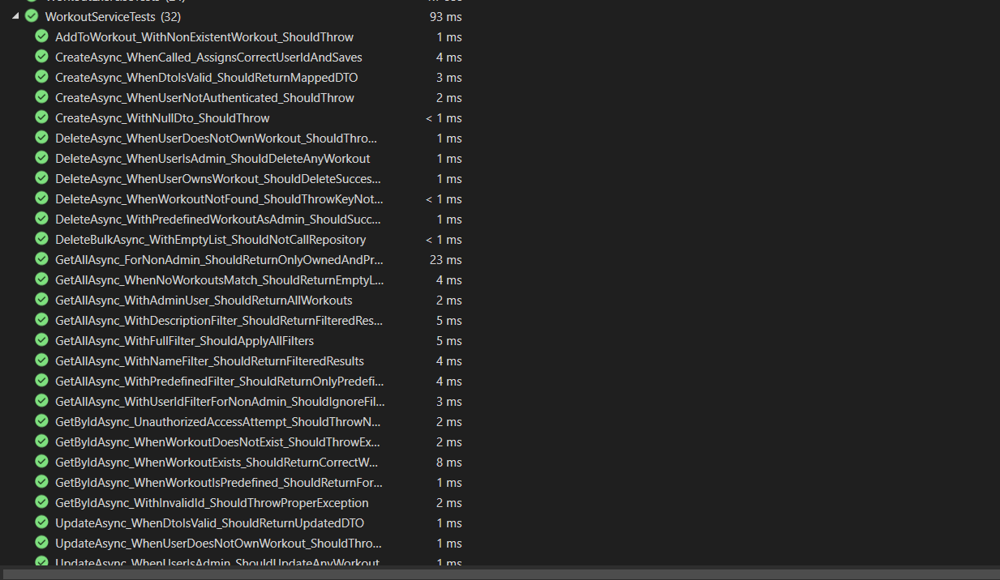 WorkoutServiceTests (32) 93 ms
AddToWorkout_WithNonExistentWorkout_ShouldThrow 1 ms
CreateAsync_WhenCalled_AssignsCorrectUserIdAndSaves 4 ms
CreateAsync_WhenDtoIsValid_ShouldReturnMappedDTO 3 ms
CreateAsync_WhenUserNotAuthenticated_ShouldThrow 2 ms
CreateAsync_WithNullDto_ShouldThrow < 1 ms
DeleteAsync_WhenUserDoesNotOwnWorkout_ShouldThro... 1 ms
DeleteAsync_WhenUserIsAdmin_ShouldDeleteAnyWorkout 1 ms
DeleteAsync_WhenUserOwnsWorkout_ShouldDeleteSucces... 1 ms
DeleteAsync_WhenWorkoutNotFound_ShouldThrowKeyNot... < 1 ms
DeleteAsync_WithPredefinedWorkoutAsAdmin_ShouldSucc... 1 ms
DeleteBulkAsync_WithEmptyList_ShouldNotCallRepository < 1 ms
GetAllAsync_ForNonAdmin_ShouldReturnOnlyOwnedAndPr... 23 ms
GetAllAsync_WhenNoWorkoutsMatch_ShouldReturnEmptyL... 4 ms
GetAllAsync_WithAdminUser_ShouldReturnAllWorkouts 2 ms
GetAllAsync_WithDescriptionFilter_ShouldReturnFilteredRes... 5 ms
GetAllAsync_WithFullFilter_ShouldApplyAllFilters 5 ms
GetAllAsync_WithNameFilter_ShouldReturnFilteredResults 4 ms
GetAllAsync_WithPredefinedFilter_ShouldReturnOnlyPredefi... 4 ms
GetAllAsync_WithUserIdFilterForNonAdmin_ShouldIgnoreFil... 3 ms
GetByIdAsync_UnauthorizedAccessAttempt_ShouldThrowN... 2 ms
GetByIdAsync_WhenWorkoutDoesNotExist_ShouldThrowEx... 2 ms
GetByIdAsync_WhenWorkoutExists_ShouldReturnCorrectW... 8 ms
GetByIdAsync_WhenWorkoutIsPredefined_ShouldReturnFor... 1 ms
GetByIdAsync_WithInvalidId_ShouldThrowProperException 2 ms
UpdateAsync_WhenDtoIsValid_ShouldReturnUpdatedDTO 1 ms
UpdateAsync_WhenUserDoesNotOwnWorkout_ShouldThro... 1 ms
UpdateAsync_WhenUserIsAdmin_ShouldUpdateAnyWorkout 1 ms